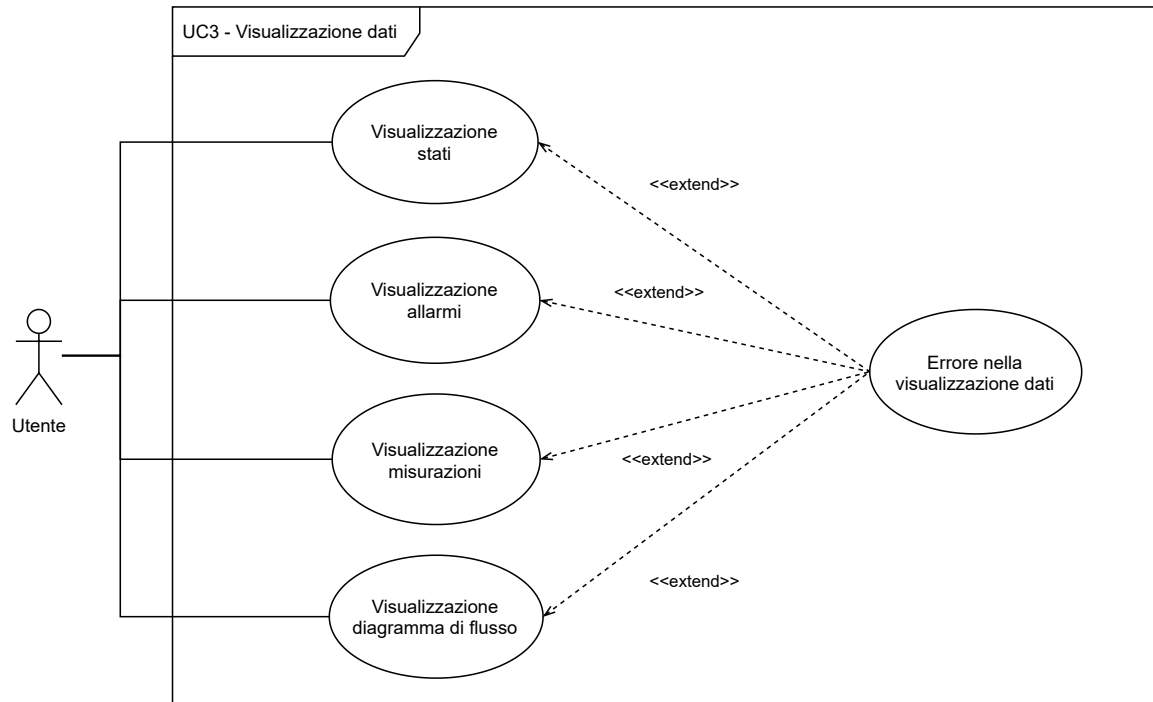 UC3 - Visualizzazione dati
Visualizzazione
stati
<<extend>>
Visualizzazione
allarmi
<<extend>>
Errore nella
visualizzazione dati
Utente
Visualizzazione
misurazioni
<<extend>>
<<extend>>
Visualizzazione
diagramma di flusso